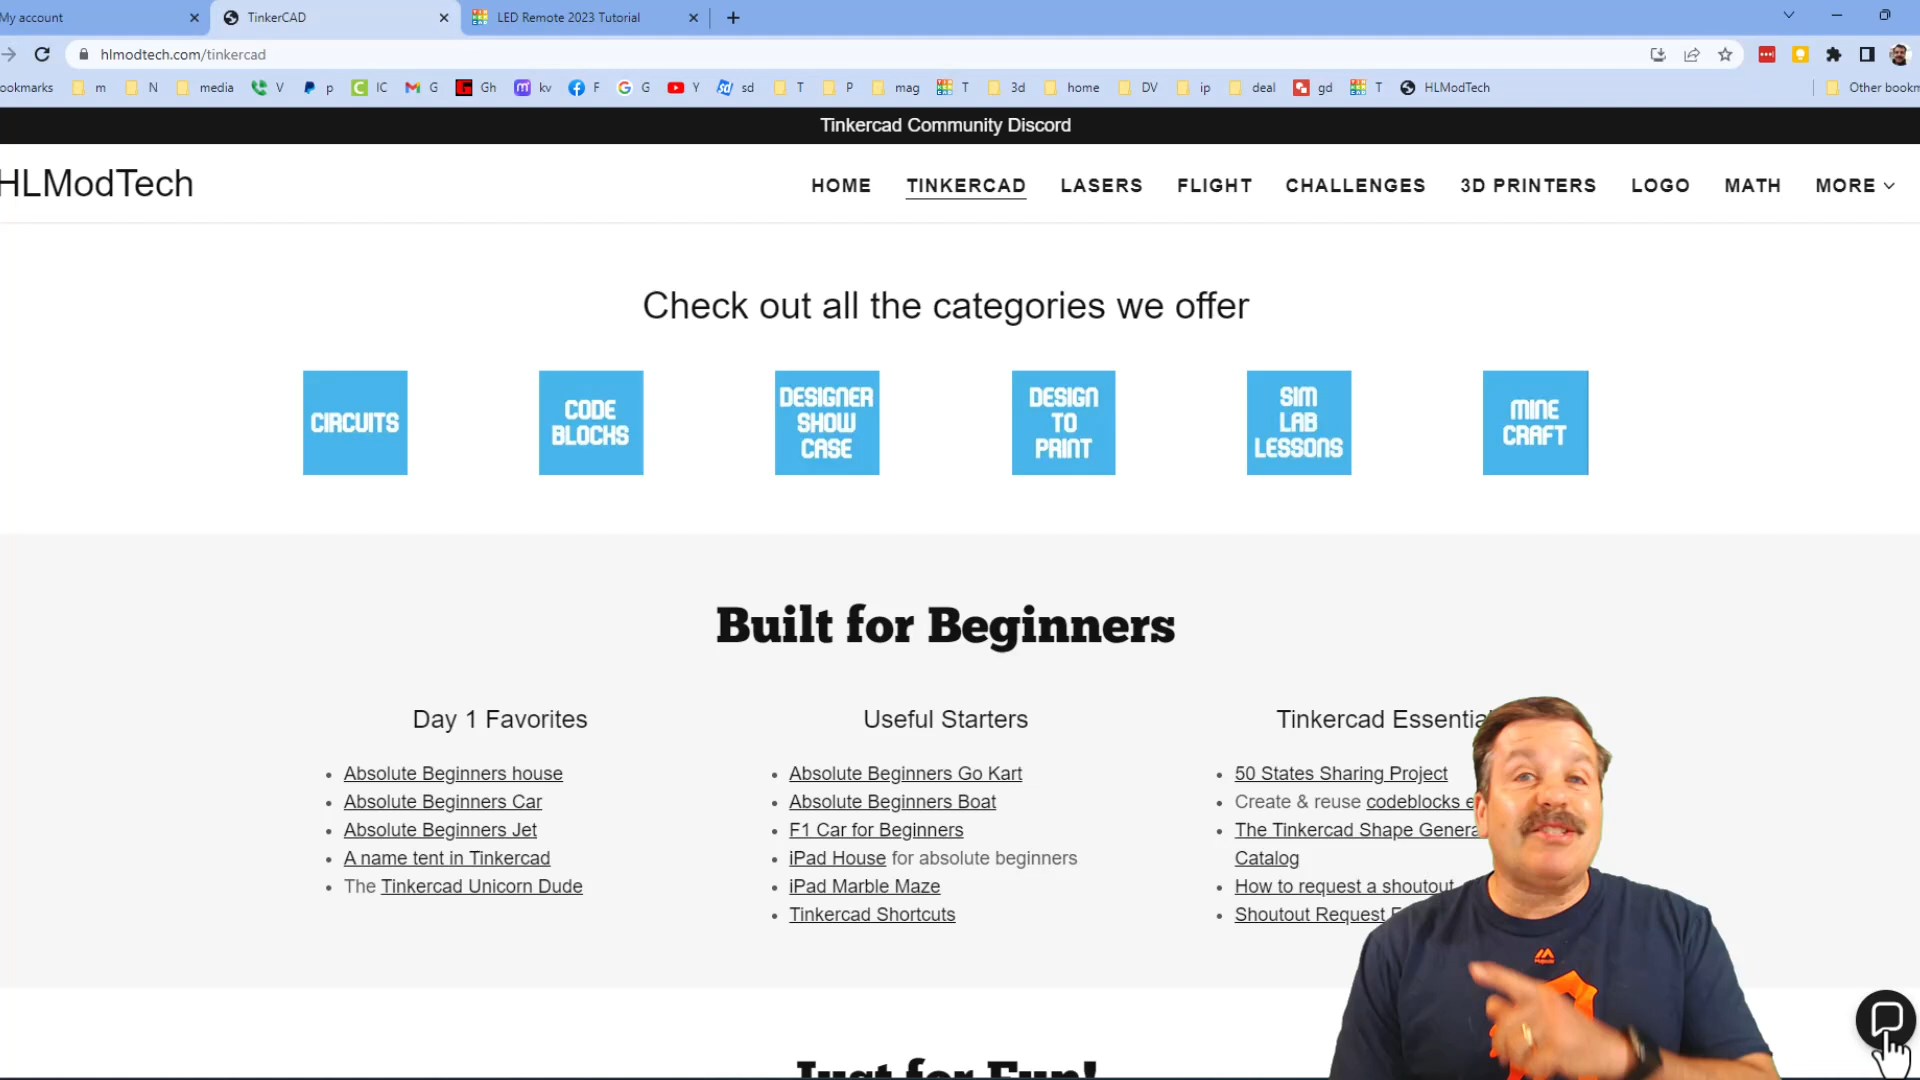 My account
TinkerCAD
LED Remote 2023 Tutorial
hlmodtech.com/tinkercad
ookmarks m N media V p IC G Gh kv F G Y sd T P mag T 3d home DV ip deal gd T HLModTech Other bookm
Tinkercad Community Discord
HLModTech
HOME TINKERCAD LASERS FLIGHT CHALLENGES 3D PRINTERS LOGO MATH MORE
Check out all the categories we offer
CIRCUITS
CODE
BLOCKS
DESIGNER
SHOW
CASE
DESIGN
TO
PRINT
SIM
LAB
LESSONS
MINE
CRAFT
Built for Beginners
Day 1 Favorites
Absolute Beginners house
Absolute Beginners Car
Absolute Beginners Jet
A name tent in Tinkercad
The Tinkercad Unicorn Dude
Useful Starters
Absolute Beginners Go Kart
Absolute Beginners Boat
F1 Car for Beginners
iPad House for absolute beginners
iPad Marble Maze
Tinkercad Shortcuts
Tinkercad Essentia
50 States Sharing Project
Create & reuse codeblocks
The Tinkercad Shape Genera
Catalog
How to request a shoutout
Shoutout Request
Just for Fun!